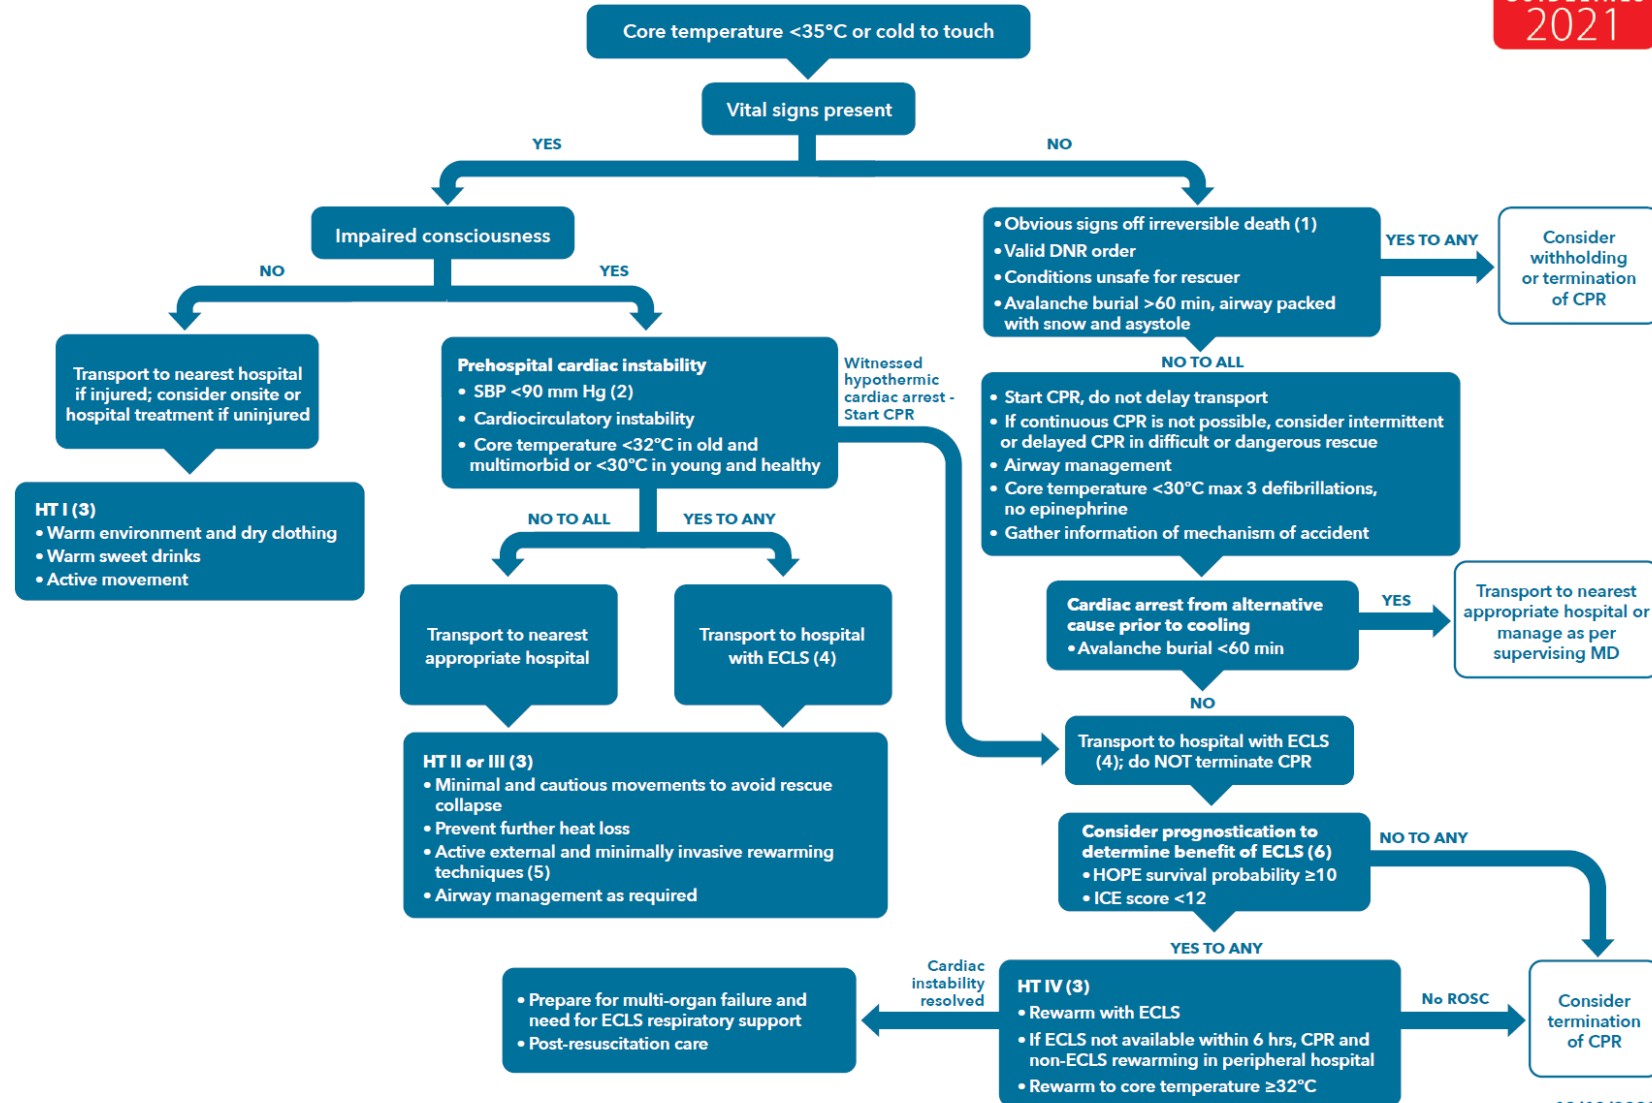 2021
Core temperature <35°C or cold to touch
Vital signs present
YES
NO
Impaired consciousness
NO
YES
• Obvious signs off irreversible death (1)
• Valid DNR order
• Conditions unsafe for rescuer
• Avalanche burial >60 min, airway packed
with snow and asystole
YES TO ANY
Consider
withholding
or termination
of CPR
Transport to nearest hospital
if injured; consider onsite or
hospital treatment if uninjured
Prehospital cardiac instability
• SBP <90 mm Hg (2)
• Cardiocirculatory instability
• Core temperature <32°C in old and
multimorbid or <30°C in young and healthy
Witnessed
hypothermic
cardiac arrest -
Start CPR
NO TO ALL
• Start CPR, do not delay transport
• If continuous CPR is not possible, consider intermittent
or delayed CPR in difficult or dangerous rescue
• Airway management
• Core temperature <30°C max 3 defibrillations,
no epinephrine
• Gather information of mechanism of accident
HT I (3)
• Warm environment and dry clothing
• Warm sweet drinks
• Active movement
NO TO ALL
YES TO ANY
Transport to nearest
appropriate hospital
Transport to hospital
with ECLS (4)
Cardiac arrest from alternative
cause prior to cooling
• Avalanche burial <60 min
YES
Transport to nearest
appropriate hospital or
manage as per
supervising MD
NO
Transport to hospital with ECLS
(4); do NOT terminate CPR
HT II or III (3)
• Minimal and cautious movements to avoid rescue
collapse
• Prevent further heat loss
• Active external and minimally invasive rewarming
techniques (5)
• Airway management as required
Consider prognostication to
determine benefit of ECLS (6)
• HOPE survival probability ≥10
• ICE score <12
NO TO ANY
YES TO ANY
HT IV (3)
• Rewarm with ECLS
• If ECLS not available within 6 hrs, CPR and
non-ECLS rewarming in peripheral hospital
• Rewarm to core temperature ≥32°C
Cardiac
instability
resolved
• Prepare for multi-organ failure and
need for ECLS respiratory support
• Post-resuscitation care
No ROSC
Consider
termination
of CPR